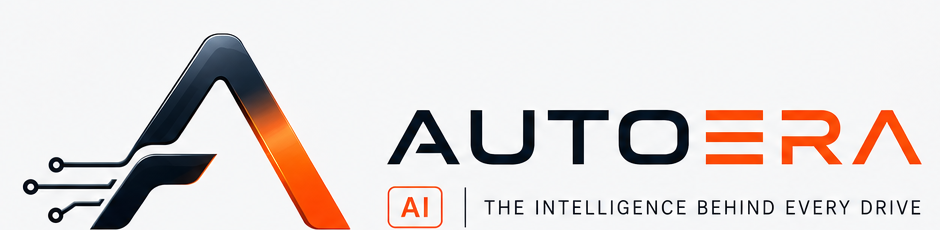 AUTOERA
AI | THE INTELLIGENCE BEHIND EVERY DRIVE